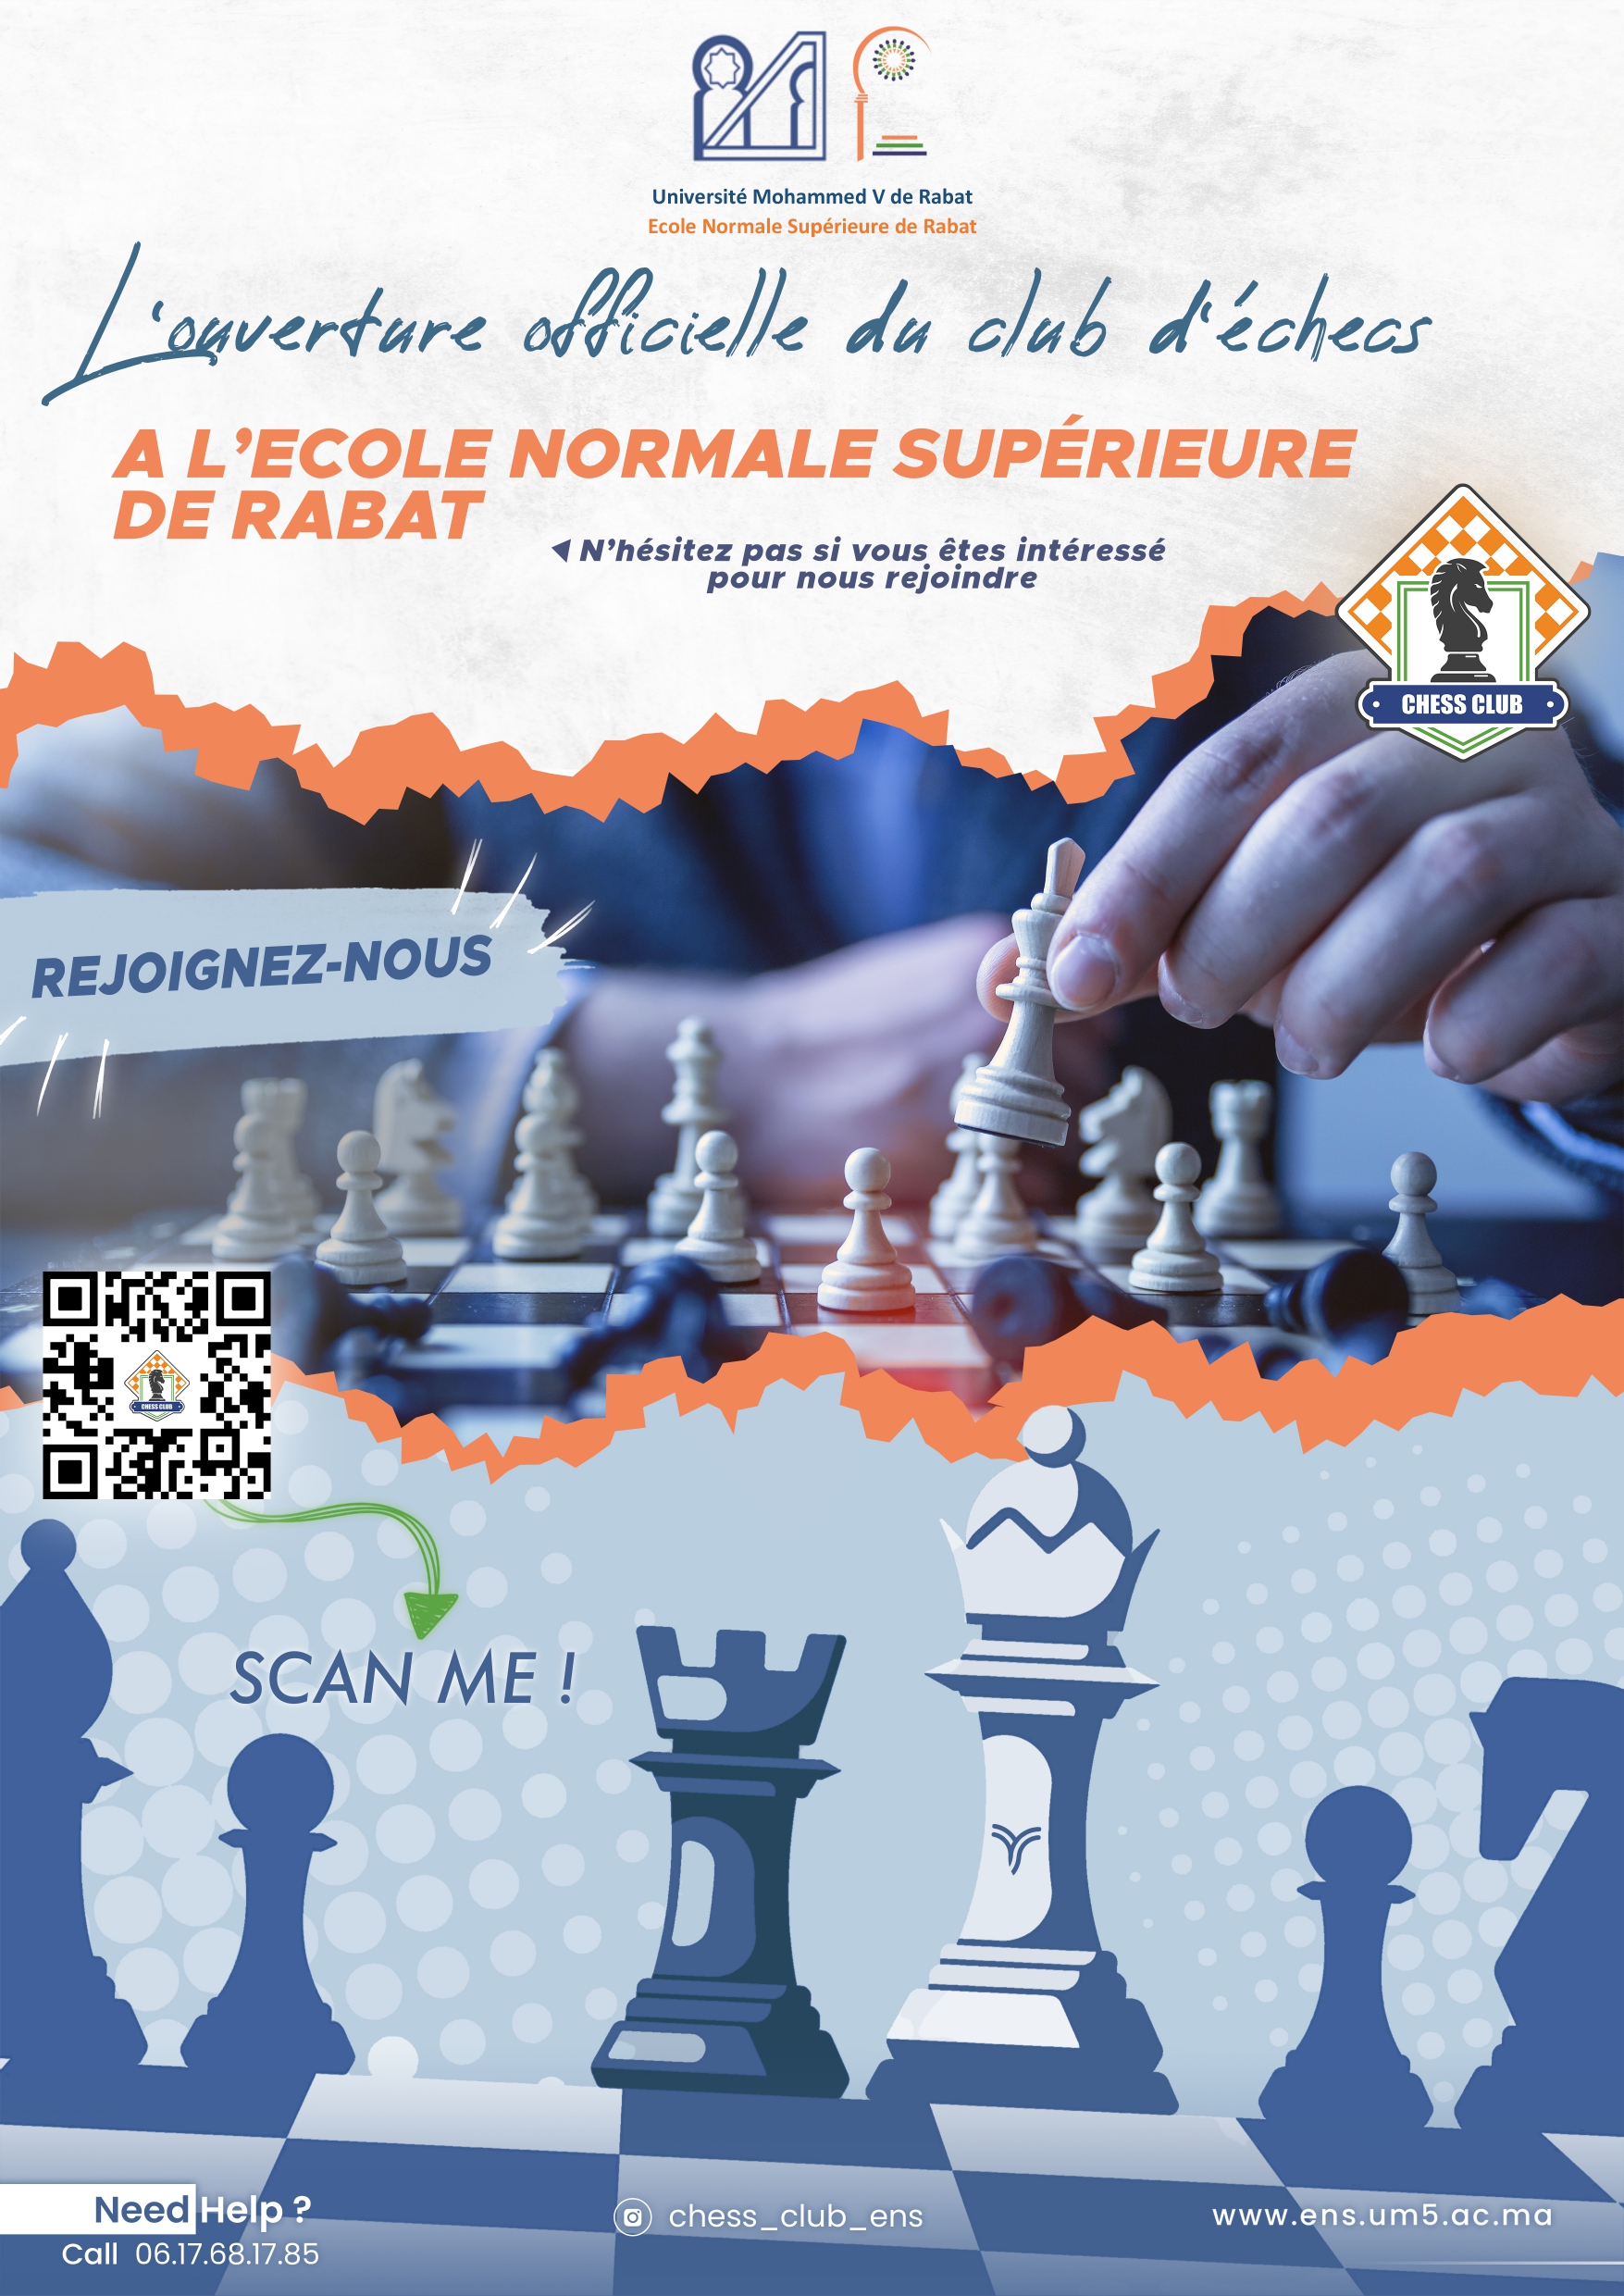 Université Mohammed V de Rabat
Ecole Normale Supérieure de Rabat
L'ouverture officielle du club d'échecs
A L'ECOLE NORMALE SUPÉRIEURE
DE RABAT
N'hésitez pas si vous êtes intéressé
pour nous rejoindre
CHESS CLUB
REJOIGNEZ-NOUS
CHESS CLUB
SCAN ME !
Need Help ?
Call 06.17.68.17.85
chess_club_ens
www.ens.um5.ac.ma